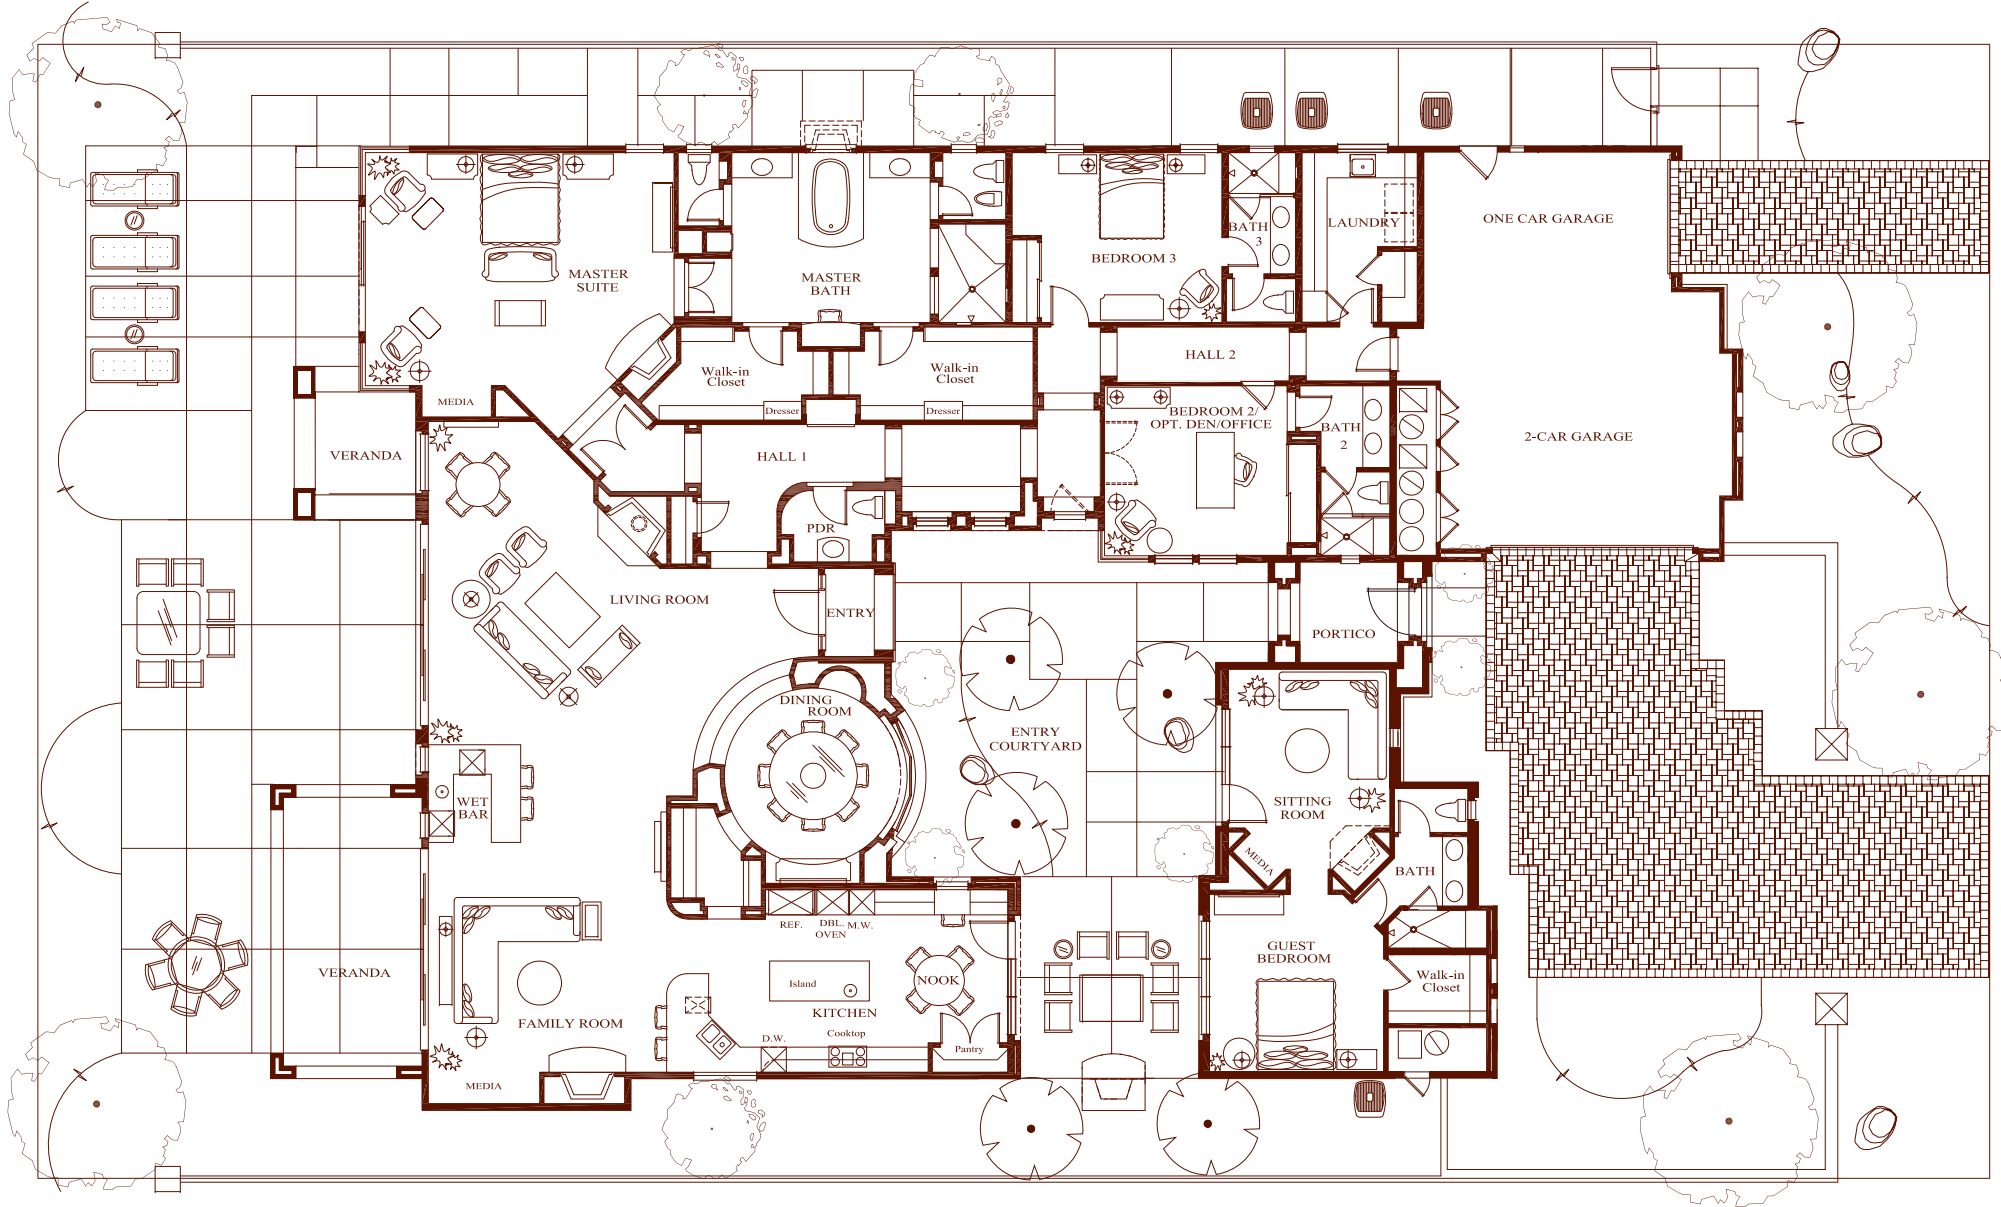 ONE CAR GARAGE
BATH
3
LAUNDRY
BEDROOM 3
MASTER
SUITE
MASTER
BATH
HALL 2
Walk-in
Closet
Walk-in
Closet
MEDIA
Dresser
Dresser
BEDROOM 2/
OPT. DEN/OFFICE
BATH
2
2-CAR GARAGE
VERANDA
HALL 1
PDR
LIVING ROOM
ENTRY
PORTICO
DINING
ROOM
ENTRY
COURTYARD
WET
BAR
SITTING
ROOM
MEDIA
BATH
REF.
DBL.
OVEN
M.W.
GUEST
BEDROOM
VERANDA
Island
NOOK
Walk-in
Closet
KITCHEN
FAMILY ROOM
Cooktop
D.W.
Pantry
MEDIA